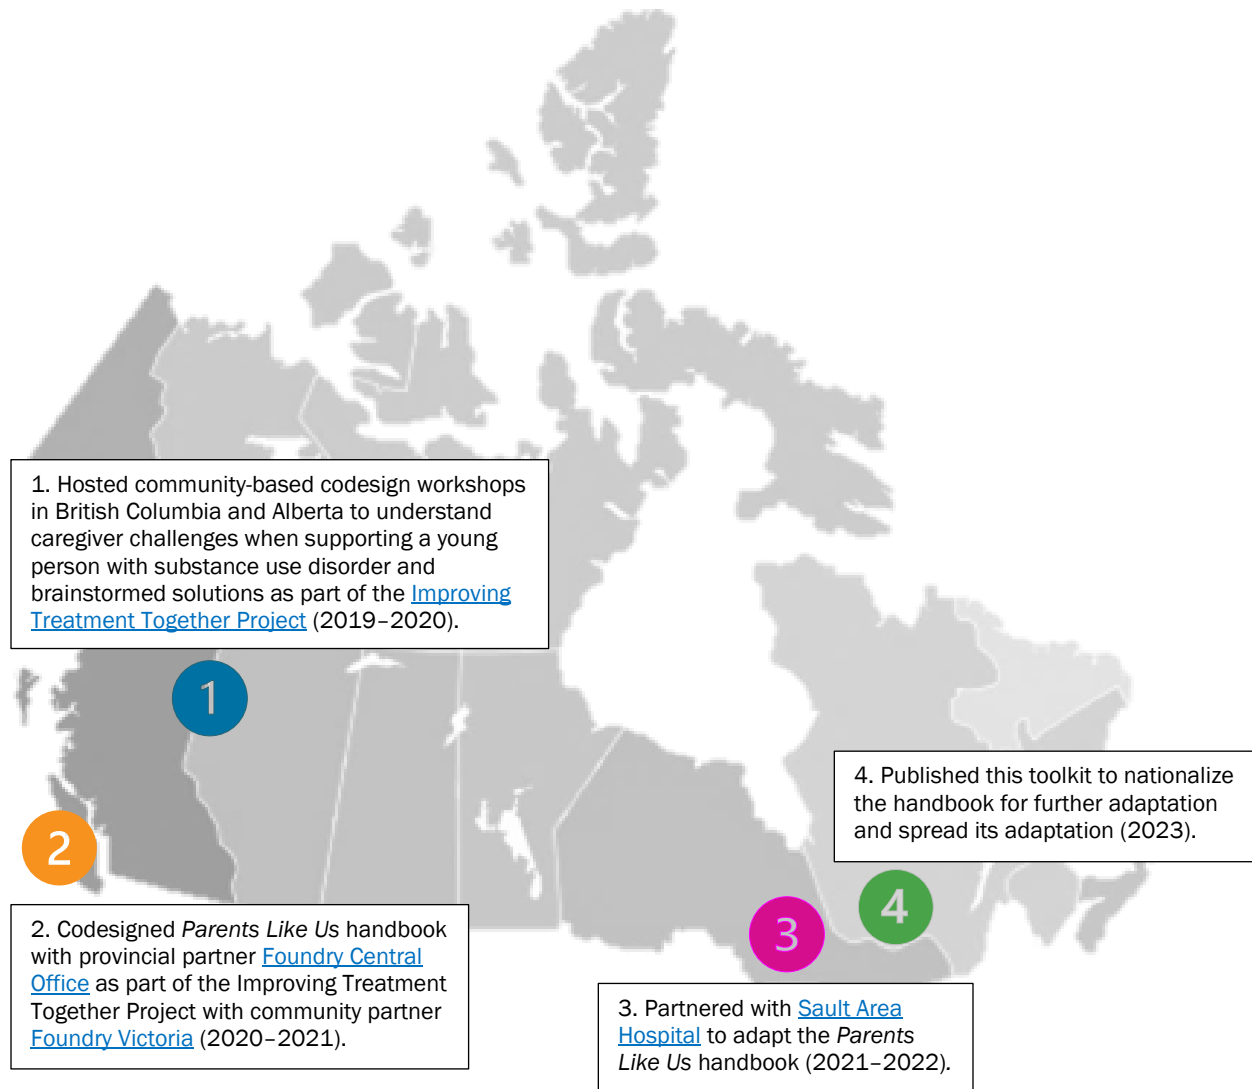 1. Hosted community-based codesign workshops
in British Columbia and Alberta to understand
caregiver challenges when supporting a young
person with substance use disorder and
brainstormed solutions as part of the Improving
Treatment Together Project (2019–2020).
1
2
4. Published this toolkit to nationalize
the handbook for further adaptation
and spread its adaptation (2023).
4
3
2. Codesigned Parents Like Us handbook
with provincial partner Foundry Central
Office as part of the Improving Treatment
Together Project with community partner
Foundry Victoria (2020–2021).
3. Partnered with Sault Area
Hospital to adapt the Parents
Like Us handbook (2021–2022).